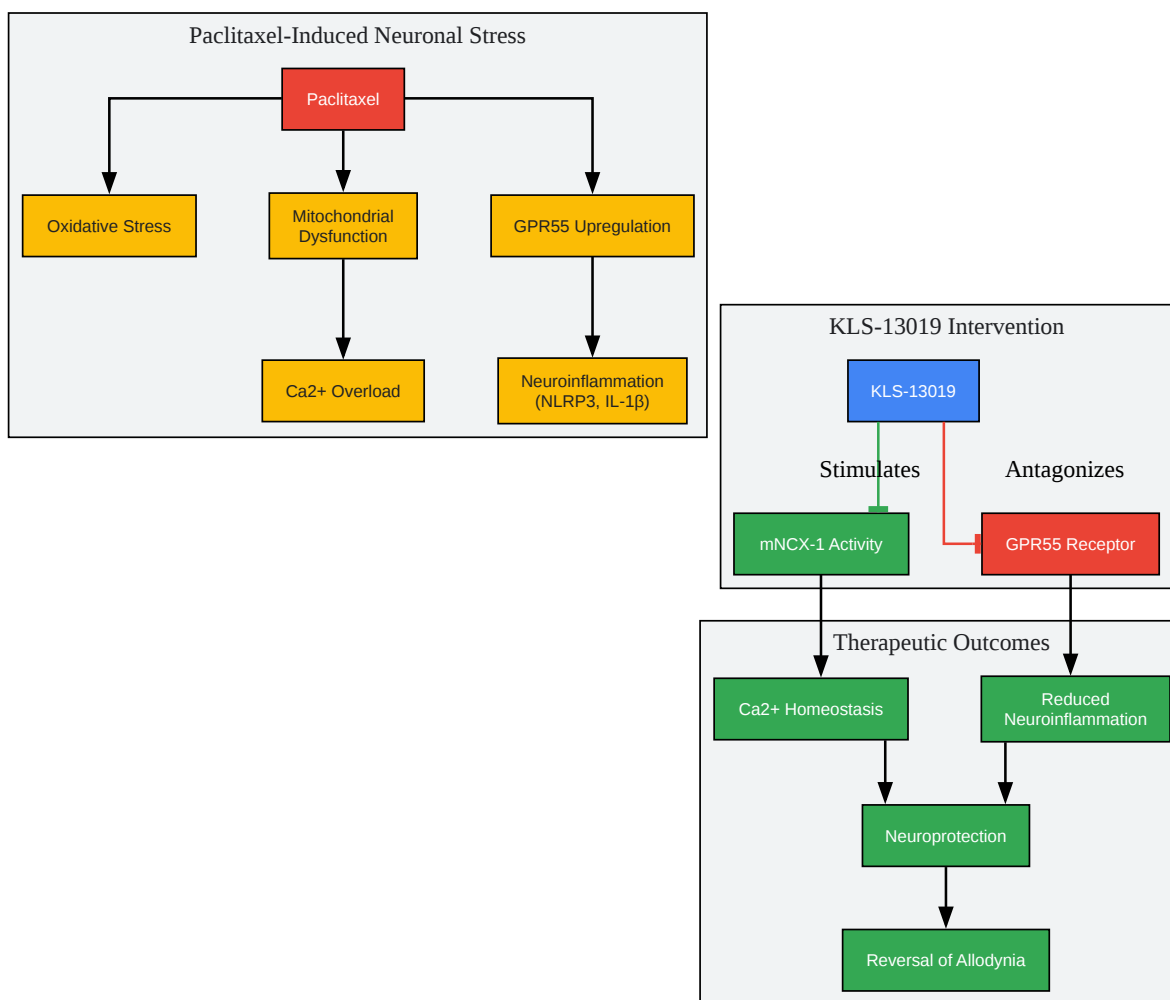 Paclitaxel-Induced Neuronal Stress
Paclitaxel
Oxidative Stress
Mitochondrial
Dysfunction
GPR55 Upregulation
Ca2+ Overload
Neuroinflammation
(NLRP3, IL-1β)
KLS-13019 Intervention
KLS-13019
Stimulates
Antagonizes
mNCX-1 Activity
GPR55 Receptor
Therapeutic Outcomes
Ca2+ Homeostasis
Reduced
Neuroinflammation
Neuroprotection
Reversal of Allodynia